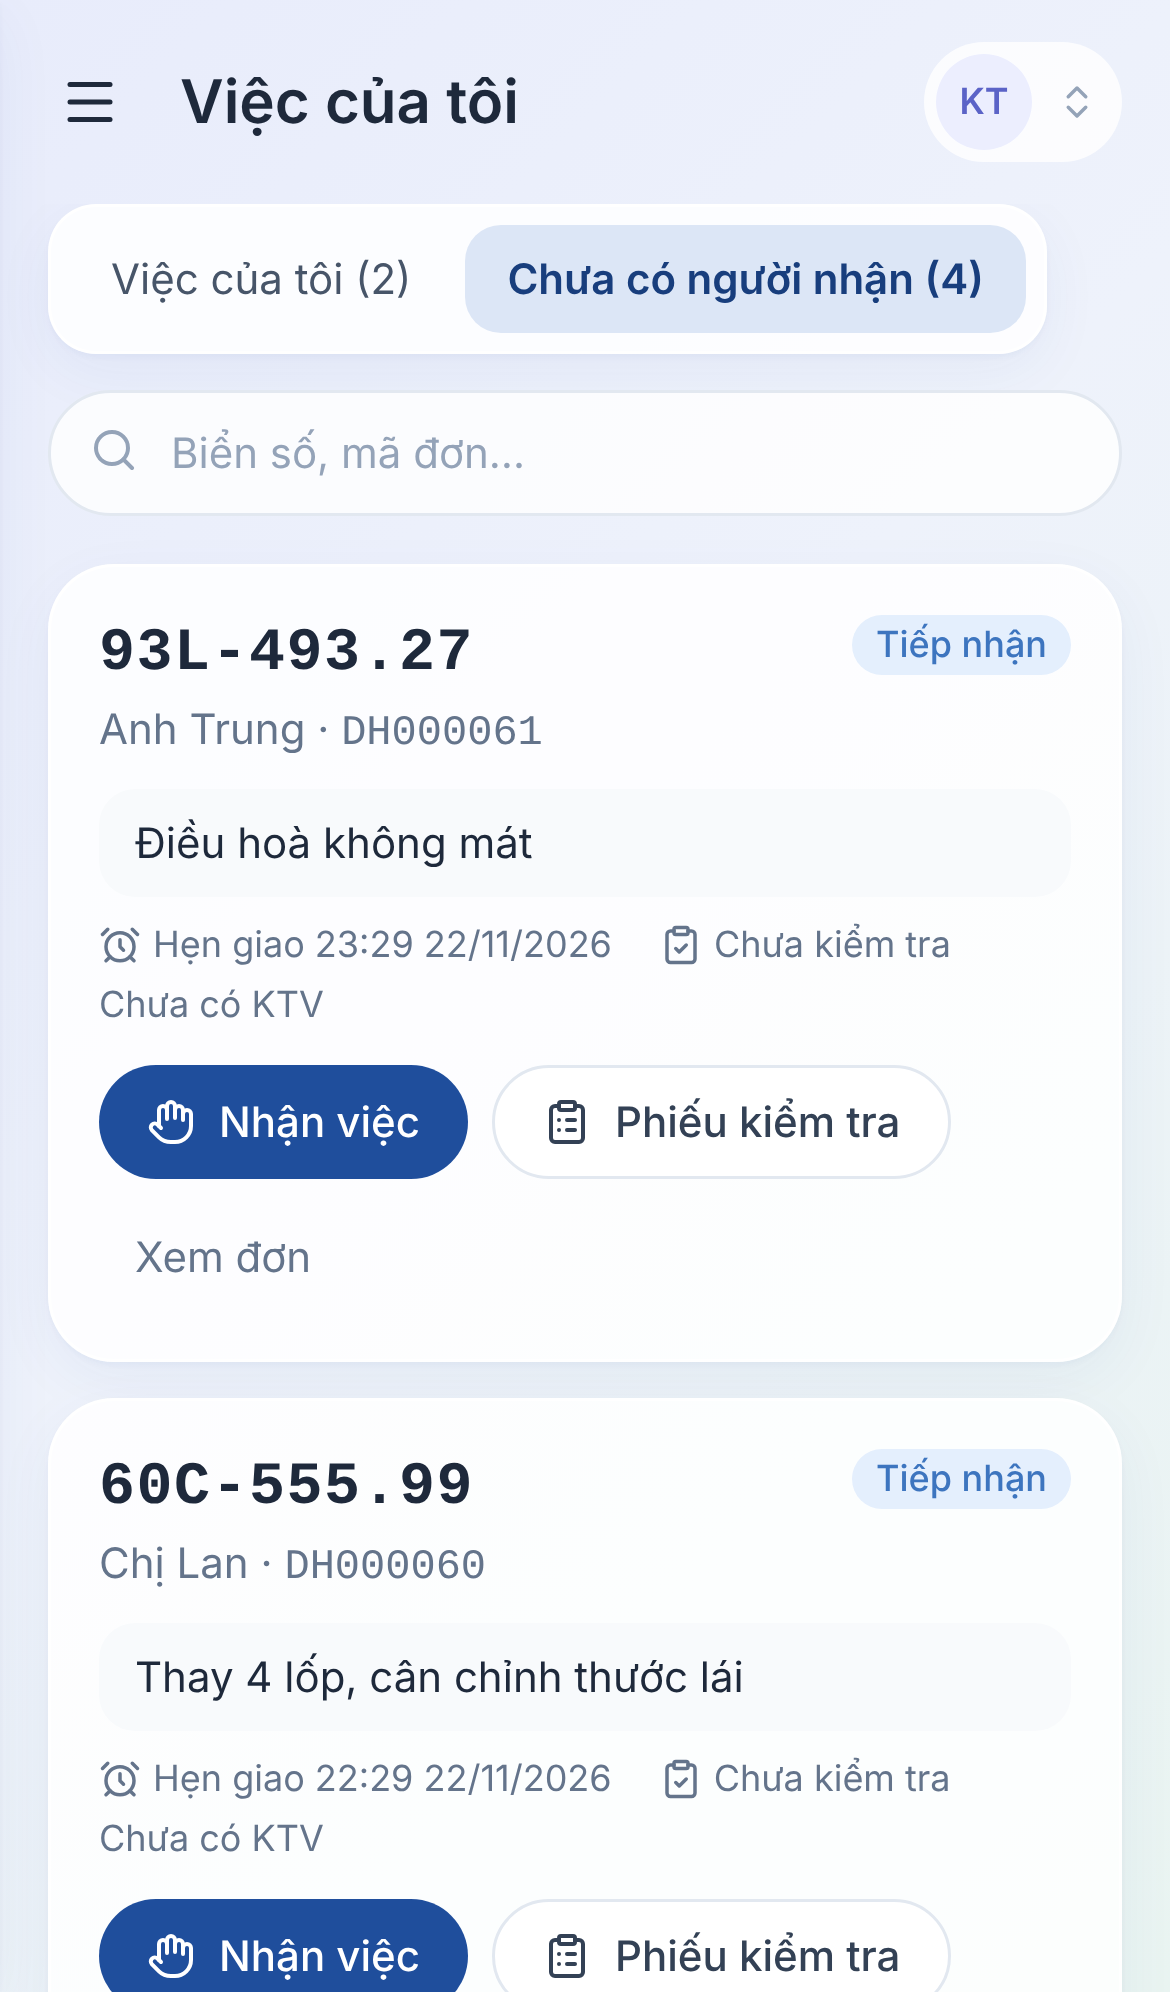 Việc của tôi
KT
Việc của tôi (2)
Chưa có người nhận (4)
Biển số, mã đơn...
93L-493.27
Tiếp nhận
Anh Trung · DH000061
Điều hoà không mát
Hẹn giao 23:29 22/11/2026
Chưa kiểm tra
Chưa có KTV
Nhận việc
Phiếu kiểm tra
Xem đơn
60C-555.99
Tiếp nhận
Chị Lan · DH000060
Thay 4 lốp, cân chỉnh thước lái
Hẹn giao 22:29 22/11/2026
Chưa kiểm tra
Chưa có KTV
Nhận việc
Phiếu kiểm tra